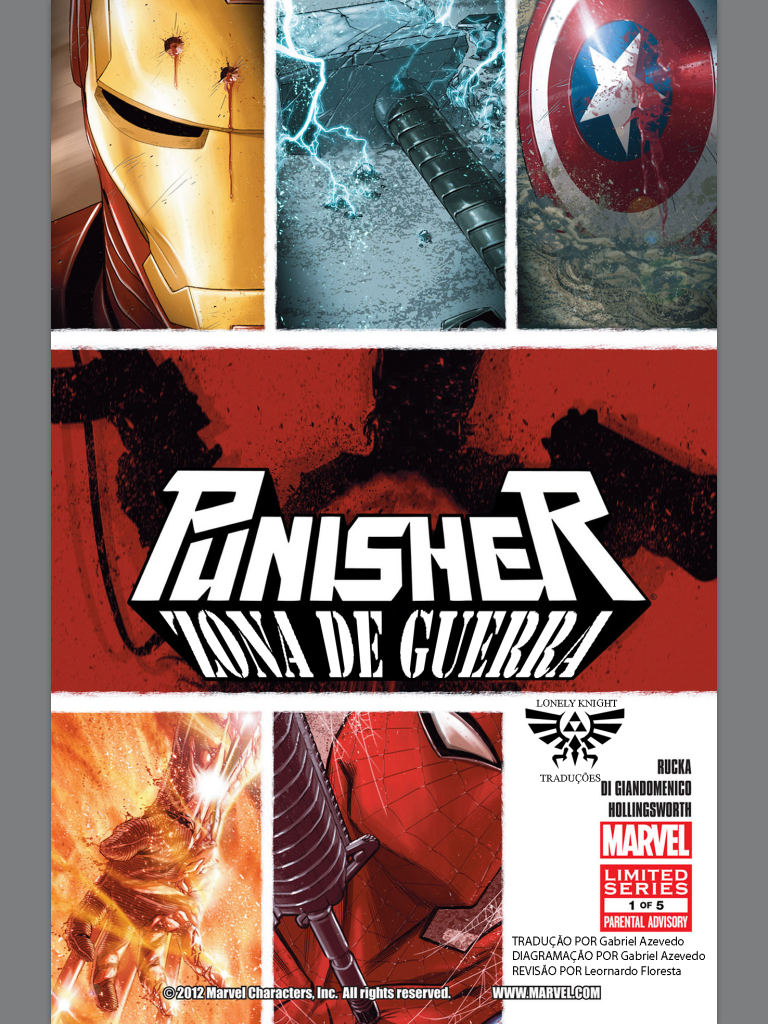 PUNISHER
ZONA DE GUERRA
LONELY KNIGHT
TRADUÇÕES
RUCKA
DI GIANDOMENICO
HOLLINGSWORTH
MARVEL
LIMITED
SERIES
1 OF 5
PARENTAL ADVISORY
TRADUÇÃO POR Gabriel Azevedo
DIAGRAMAÇÃO POR Gabriel Azevedo
REVISÃO POR Leornardo Floresta
© 2012 Marvel Characters, Inc. All rights reserved. WWW.MARVEL.COM